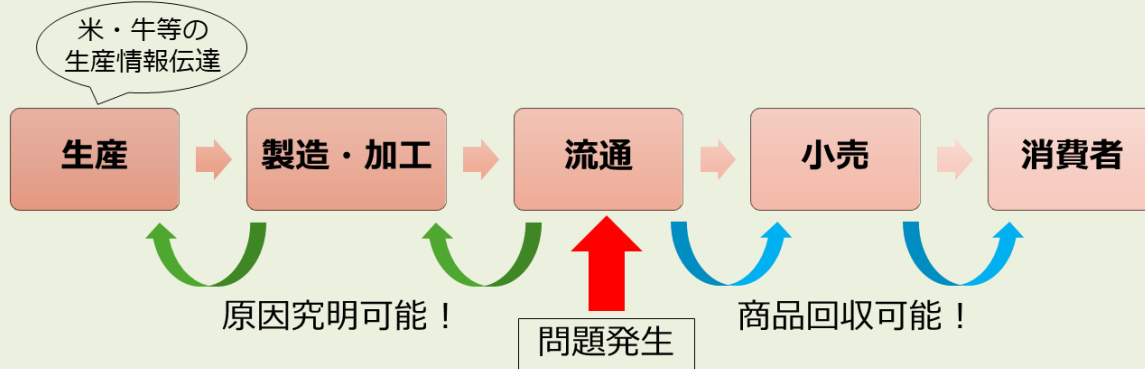 米・牛等の
生産情報伝達
生産
製造・加工
流通
小売
消費者
原因究明可能！
商品回収可能！
問題発生